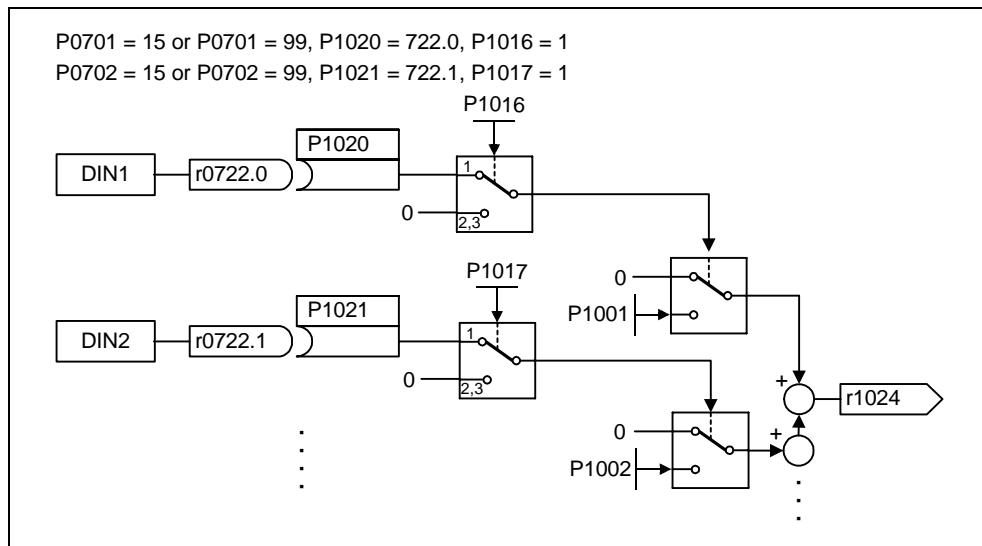 P0701 = 15 or P0701 = 99, P1020 = 722.0, P1016 = 1
P0702 = 15 or P0702 = 99, P1021 = 722.1, P1017 = 1
P1016
P1020
DIN1
r0722.0
1
0
2,3
P1017
0
P1001
P1021
DIN2
r0722.1
1
0
2,3
+
r1024
0
+
P1002